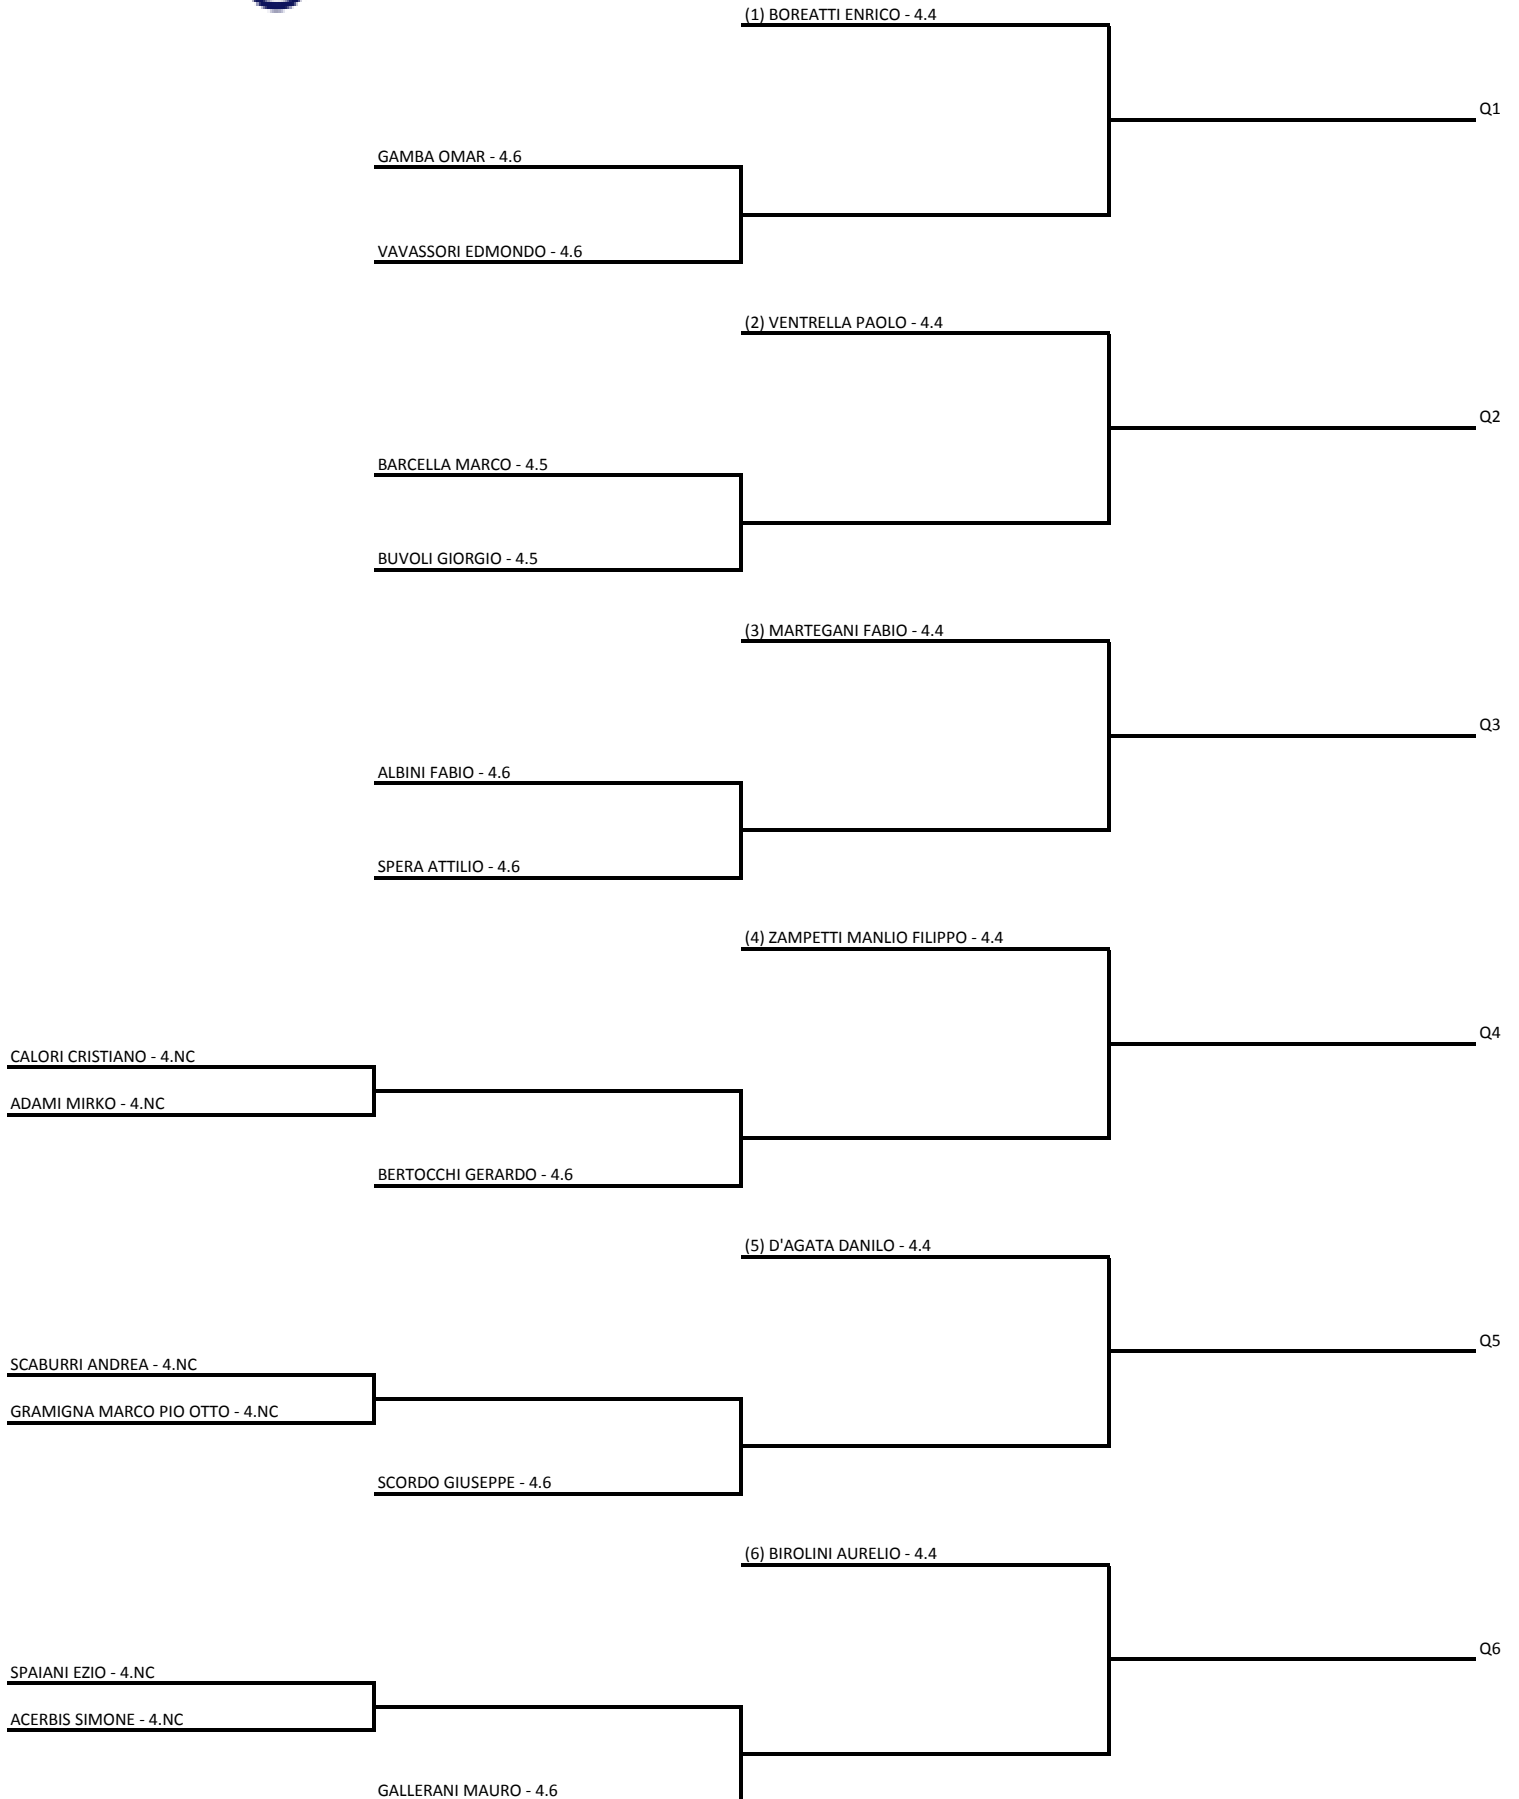 (1) BOREATTI ENRICO - 4.4
Q1
GAMBA OMAR - 4.6
VAVASSORI EDMONDO - 4.6
(2) VENTRELLA PAOLO - 4.4
Q2
BARCELLA MARCO - 4.5
BUVOLI GIORGIO - 4.5
(3) MARTEGANI FABIO - 4.4
Q3
ALBINI FABIO - 4.6
SPERA ATTILIO - 4.6
(4) ZAMPETTI MANLIO FILIPPO - 4.4
Q4
CALORI CRISTIANO - 4.NC
ADAMI MIRKO - 4.NC
BERTOCCHI GERARDO - 4.6
(5) D'AGATA DANILO - 4.4
Q5
SCABURRI ANDREA - 4.NC
GRAMIGNA MARCO PIO OTTO - 4.NC
SCORDO GIUSEPPE - 4.6
(6) BIROLINI AURELIO - 4.4
Q6
SPAIANI EZIO - 4.NC
ACERBIS SIMONE - 4.NC
GALLERANI MAURO - 4.6